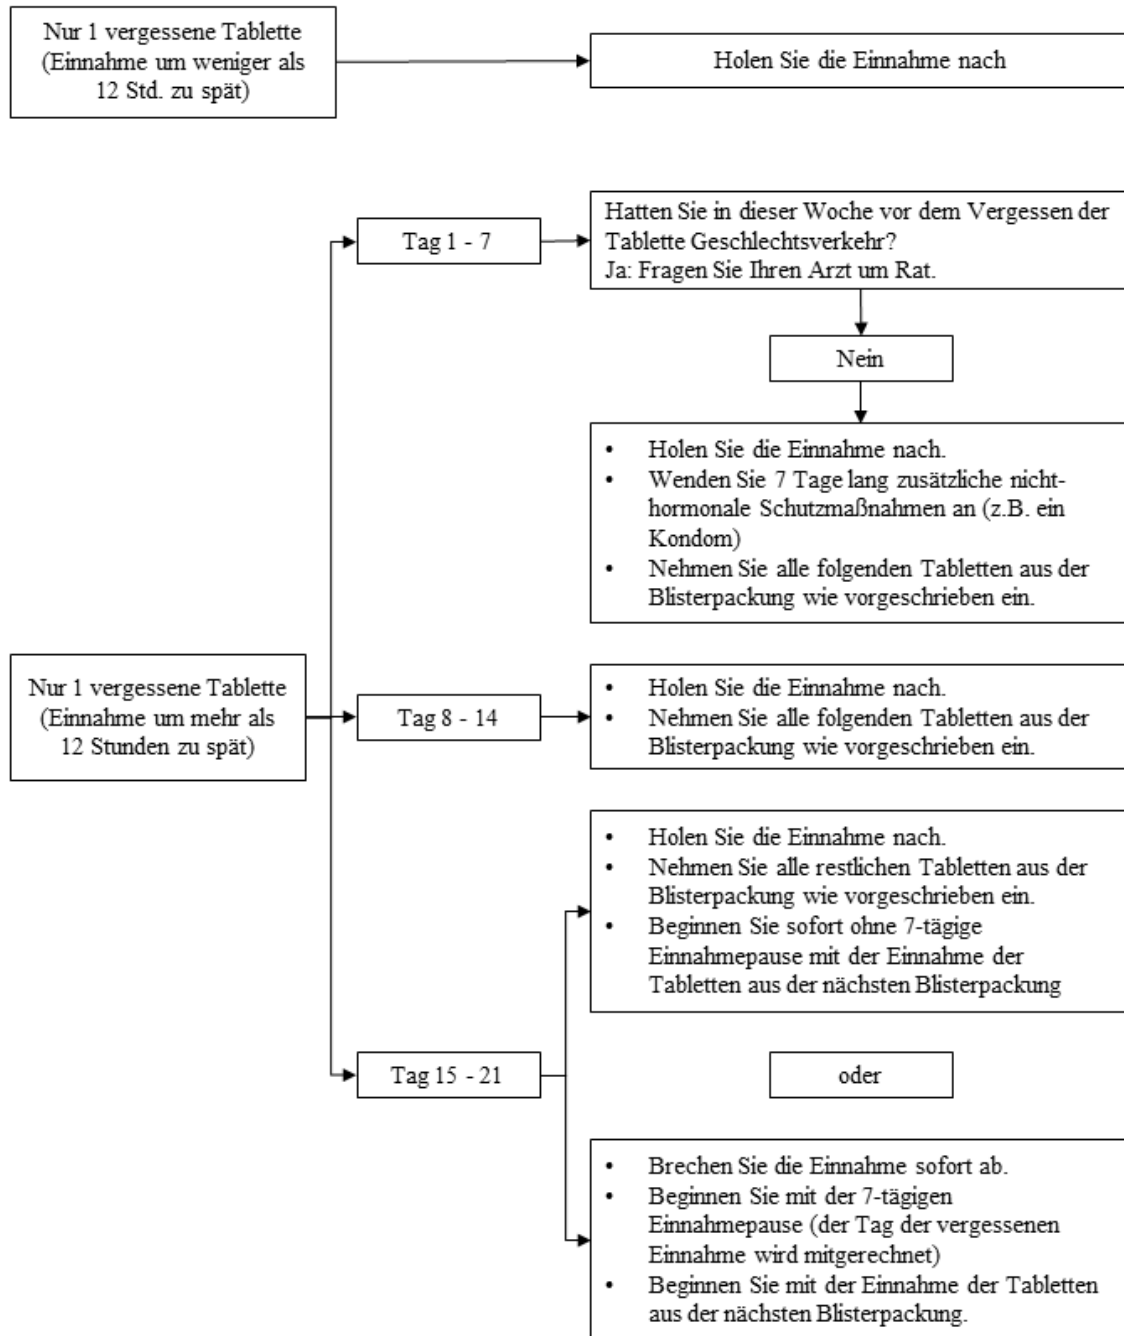 Nur 1 vergessene Tablette
(Einnahme um weniger als
12 Std. zu spät)
Holen Sie die Einnahme nach
Tag 1 - 7
Hatten Sie in dieser Woche vor dem Vergessen der
Tablette Geschlechtsverkehr?
Ja: Fragen Sie Ihren Arzt um Rat.
Nein
• Holen Sie die Einnahme nach.
• Wenden Sie 7 Tage lang zusätzliche nicht-
hormonale Schutzmaßnahmen an (z.B. ein
Kondom)
• Nehmen Sie alle folgenden Tabletten aus der
Blisterpackung wie vorgeschrieben ein.
Nur 1 vergessene Tablette
(Einnahme um mehr als
12 Stunden zu spät)
Tag 8 - 14
• Holen Sie die Einnahme nach.
• Nehmen Sie alle folgenden Tabletten aus der
Blisterpackung wie vorgeschrieben ein.
• Holen Sie die Einnahme nach.
• Nehmen Sie alle restlichen Tabletten aus der
Blisterpackung wie vorgeschrieben ein.
• Beginnen Sie sofort ohne 7-tägige
Einnahmepause mit der Einnahme der
Tabletten aus der nächsten Blisterpackung
Tag 15 - 21
oder
• Brechen Sie die Einnahme sofort ab.
• Beginnen Sie mit der 7-tägigen
Einnahmepause (der Tag der vergessenen
Einnahme wird mitgerechnet)
• Beginnen Sie mit der Einnahme der Tabletten
aus der nächsten Blisterpackung.